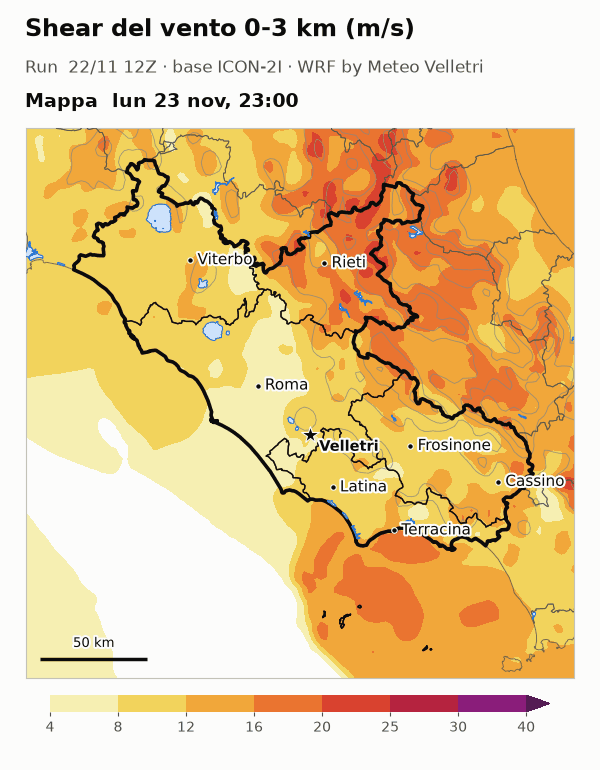 Shear del vento 0-3 km (m/s)
Run  22/11 12Z · base ICON-2I · WRF by Meteo Velletri
Mappa  lun 23 nov, 23:00
Viterbo
Rieti
Roma
Velletri
Frosinone
Cassino
Latina
Terracina
50 km
4 8 12 16 20 25 30 40